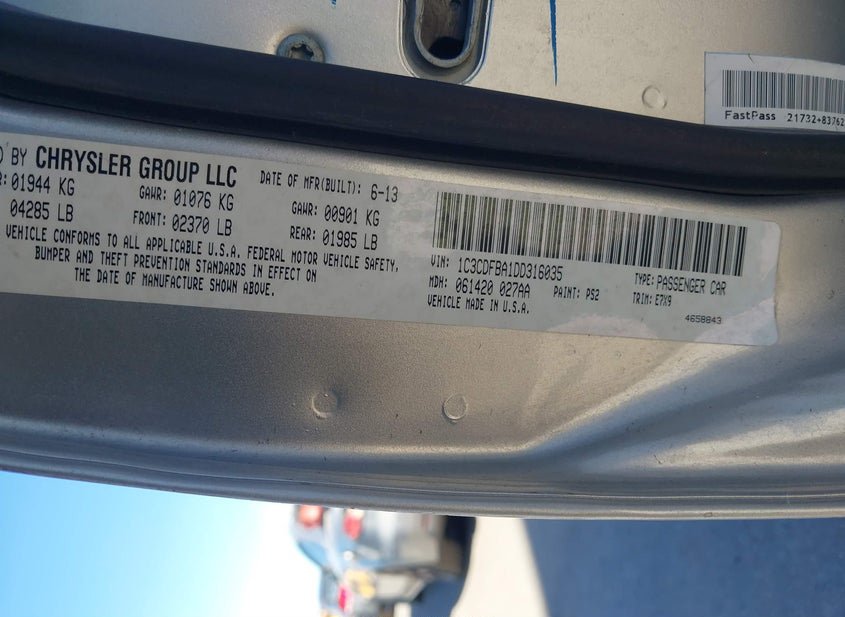 FastPass 21732+83762
BY CHRYSLER GROUP LLC
DATE OF MFR(BUILT): 6-13
01944 KG GAWR: 01076 KG GAWR: 00901 KG
04285 LB FRONT: 02370 LB REAR: 01985 LB
VEHICLE CONFORMS TO ALL APPLICABLE U.S.A. FEDERAL MOTOR VEHICLE SAFETY,
BUMPER AND THEFT PREVENTION STANDARDS IN EFFECT ON
THE DATE OF MANUFACTURE SHOWN ABOVE.
VIN: 1C3CDFBA1DD316035 TYPE: PASSENGER CAR
MDH: 061420 027AA PAINT: PS2 TRIM: E7X9
VEHICLE MADE IN U.S.A.
4658843